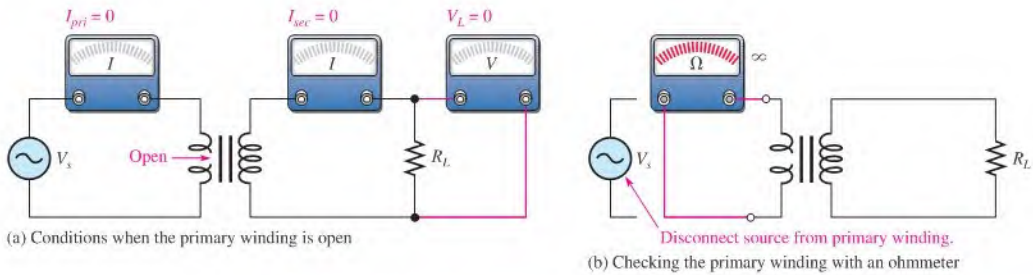 I_pri = 0
I_sec = 0
V_L = 0
I
I
V
V_s
Open
R_L
(a) Conditions when the primary winding is open
Ω
∞
V_s
R_L
Disconnect source from primary winding.
(b) Checking the primary winding with an ohmmeter